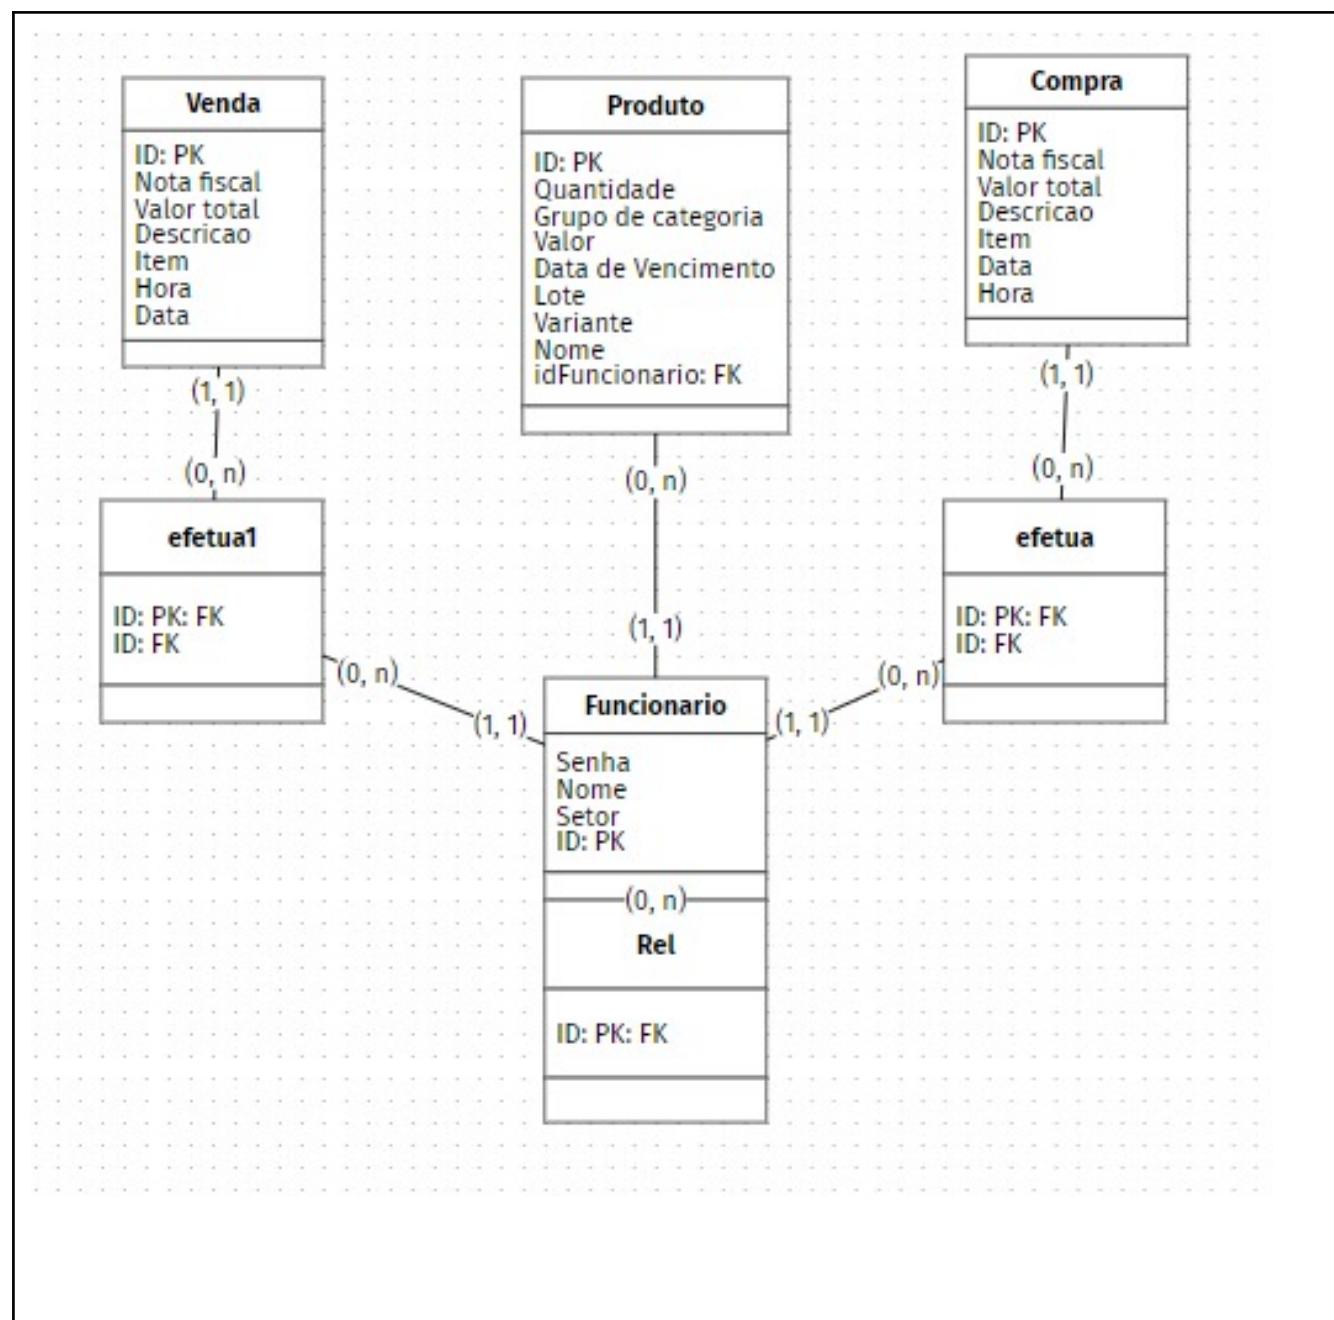 Venda
ID: PK
Nota fiscal
Valor total
Descricao
Item
Hora
Data
(1, 1)
(0, n)
Produto
ID: PK
Quantidade
Grupo de categoria
Valor
Data de Vencimento
Lote
Variante
Nome
idFuncionario: FK
(0, n)
(1, 1)
Compra
ID: PK
Nota fiscal
Valor total
Descricao
Item
Data
Hora
(1, 1)
(0, n)
efetua1
ID: PK: FK
ID: FK
(0, n)
(1, 1)
efetua
ID: PK: FK
ID: FK
(0, n)
(1, 1)
Funcionario
Senha
Nome
Setor
ID: PK
(0, n)
Rel
ID: PK: FK